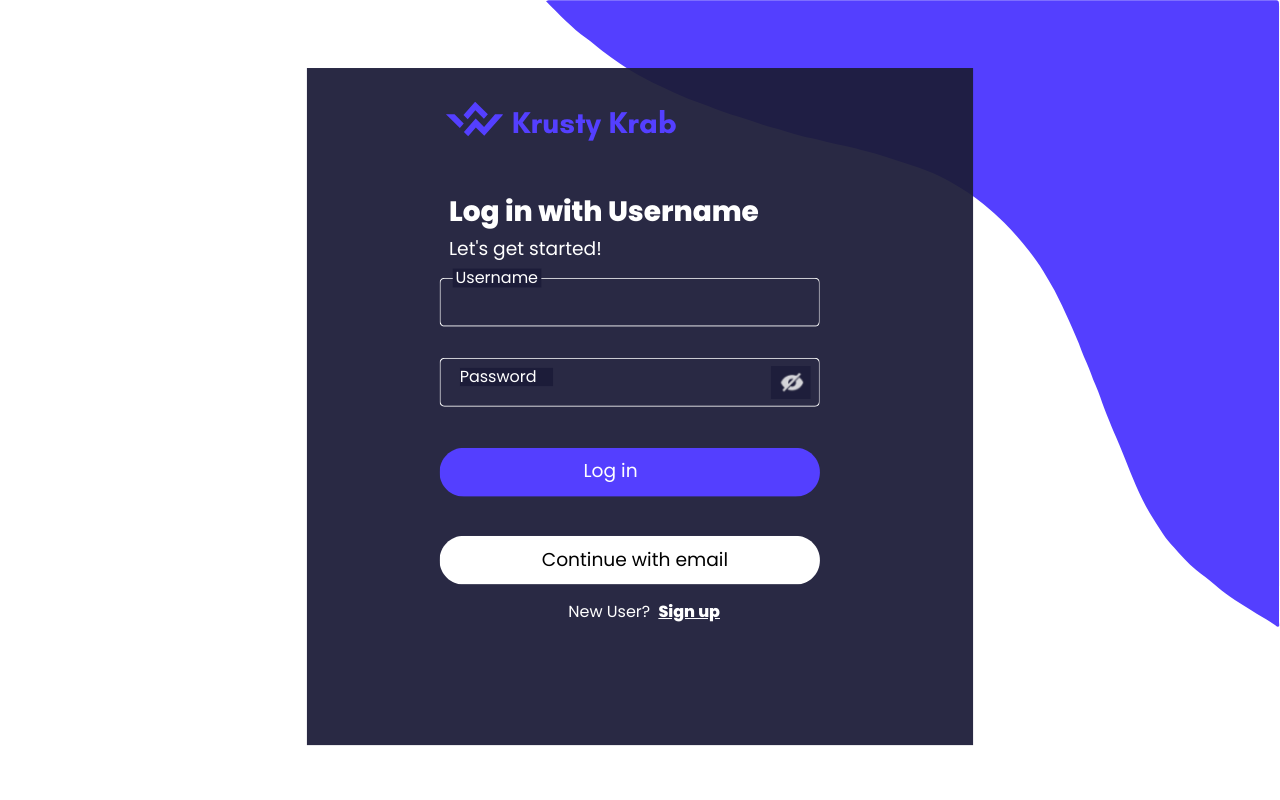 Krusty Krab
Log in with Username
Let's get started!
Username
Password
Log in
Continue with email
New User? Sign up